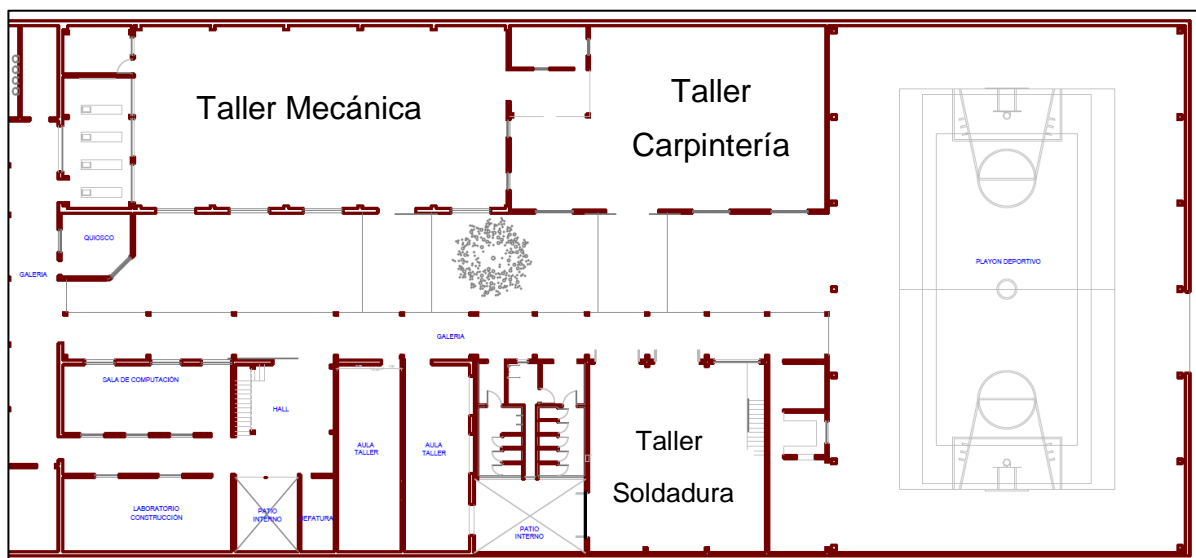 Taller Mecánica
Taller
Carpintería
QUIOSCO
GALERIA
PLAYON DEPORTIVO
GALERIA
SALA DE COMPUTACIÓN
HALL
AULA
TALLER
AULA
TALLER
Taller
Soldadura
LABORATORIO
CONSTRUCCIÓN
PATIO
INTERNO
JEFATURA
PATIO
INTERNO